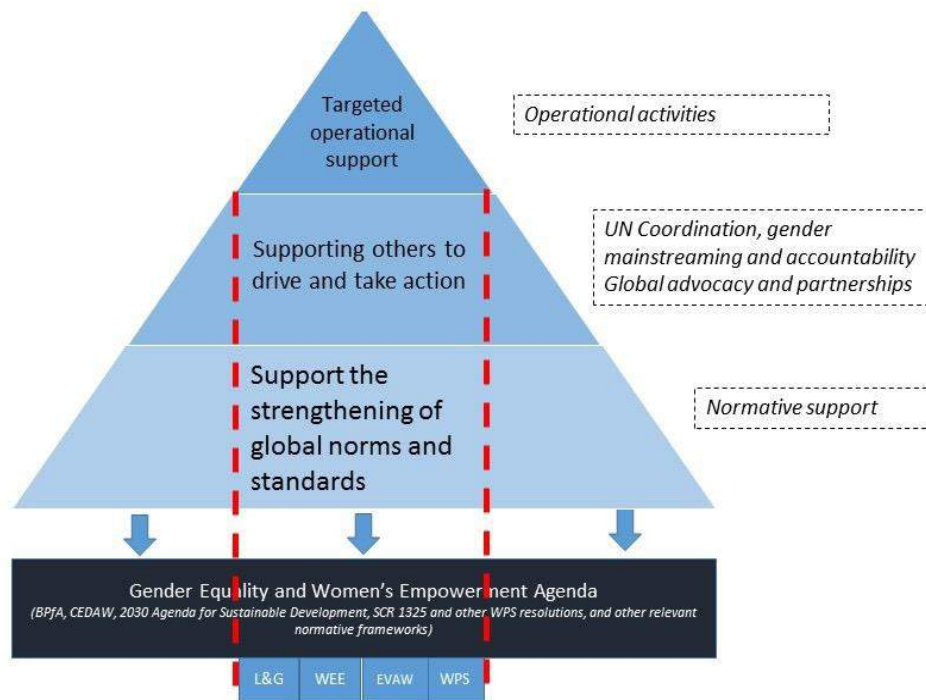 Targeted
operational
support
Operational activities
Supporting others to
drive and take action
UN Coordination, gender
mainstreaming and accountability
Global advocacy and partnerships
Support the
strengthening of
global norms and
standards
Normative support
Gender Equality and Women's Empowerment Agenda
(BPfA, CEDAW, 2030 Agenda for Sustainable Development, SCR 1325 and other WPS resolutions, and other relevant
normative frameworks)
L&G WEE EVAW WPS